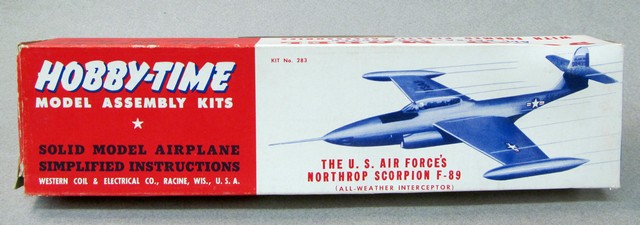 HOBBY-TIME
MODEL ASSEMBLY KITS
SOLID MODEL AIRPLANE
SIMPLIFIED INSTRUCTIONS
WESTERN COIL & ELECTRICAL CO., RACINE, WIS., U. S. A.
KIT No. 283
THE U. S. AIR FORCE'S
NORTHROP SCORPION F-89
(ALL-WEATHER INTERCEPTOR)